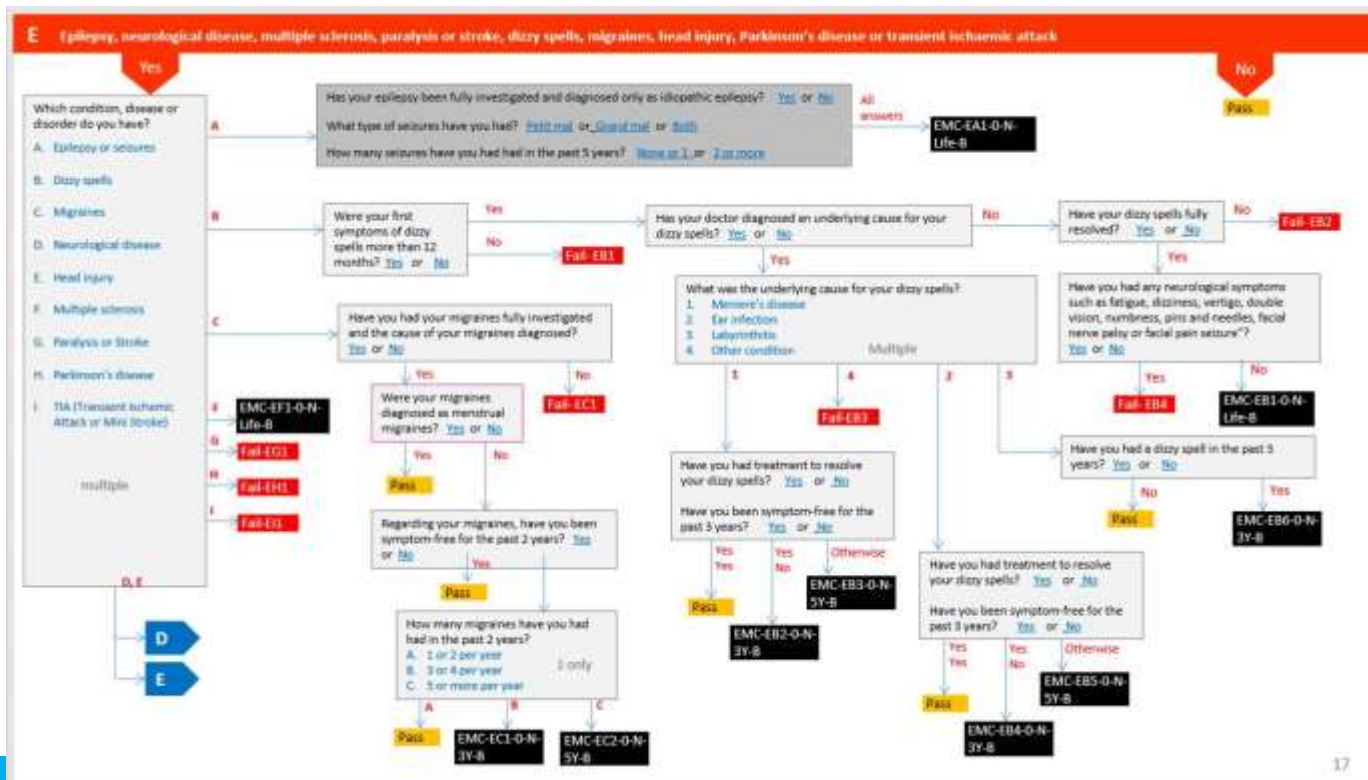 E Epilepsy, neurological disease, multiple sclerosis, paralysis or stroke, dizzy spells, migraines, head injury, Parkinson's disease or transient ischaemic attack
Yes
No
Pass
Which condition, disease or
disorder do you have?
A. Epilepsy or seizures
B. Dizzy spells
C. Migraines
D. Neurological disease
E. Head injury
F. Multiple sclerosis
G. Paralysis or Stroke
H. Parkinson's disease
I. TIA (Transient Ischemic
Attack or Mini Stroke)
multiple
A
Has your epilepsy been fully investigated and diagnosed only as idiopathic epilepsy? Yes or No
What type of seizures have you had? Petit mal or Grand mal or Both
How many seizures have you had had in the past 5 years? None or 1 or 2 or more
All
answers
EMC-EA1-0-N-
Life-B
B
Were your first
symptoms of dizzy
spells more than 12
months? Yes or No
Yes
No
Fail-EB1
Has your doctor diagnosed an underlying cause for your
dizzy spells? Yes or No
No
Have your dizzy spells fully
resolved? Yes or No
No
Fail-EB2
Yes
Yes
What was the underlying cause for your dizzy spells?
1 Meniere's disease
2 Ear infection
3 Labyrinthitis
4 Other condition
Multiple
Have you had any neurological symptoms
such as fatigue, dizziness, vertigo, double
vision, numbness, pins and needles, facial
nerve palsy or facial pain seizure"?
Yes or No
Yes
No
Fail-EB4
EMC-EB1-0-N-
Life-B
C
Have you had your migraines fully investigated
and the cause of your migraines diagnosed?
Yes or No
Yes
No
Fail-EC1
Were your migraines
diagnosed as menstrual
migraines? Yes or No
Yes
No
Pass
1
4
2
3
Fail-EB3
F
EMC-EF1-0-N-
Life-B
G
Fail-EG1
H
Fail-EH1
I
Fail-EI1
Have you had treatment to resolve
your dizzy spells? Yes or No
Have you been symptom-free for the
past 3 years? Yes or No
Yes
Yes
Yes
No
Otherwise
Pass
EMC-EB2-0-N-
3Y-B
EMC-EB3-0-N-
5Y-B
Have you had a dizzy spell in the past 3
years? Yes or No
No
Yes
Pass
EMC-EB6-0-N-
3Y-B
Regarding your migraines, have you been
symptom-free for the past 2 years? Yes
or No
Yes
Pass
Have you had treatment to resolve
your dizzy spells? Yes or No
Have you been symptom-free for the
past 3 years? Yes or No
Yes
Yes
Yes
No
Otherwise
Pass
EMC-EB4-0-N-
3Y-B
EMC-EB5-0-N-
5Y-B
D, E
D
E
How many migraines have you had
had in the past 2 years?
A. 1 or 2 per year
B. 3 or 4 per year
C. 5 or more per year
1 only
A
B
C
Pass
EMC-EC1-0-N-
3Y-B
EMC-EC2-0-N-
5Y-B
17